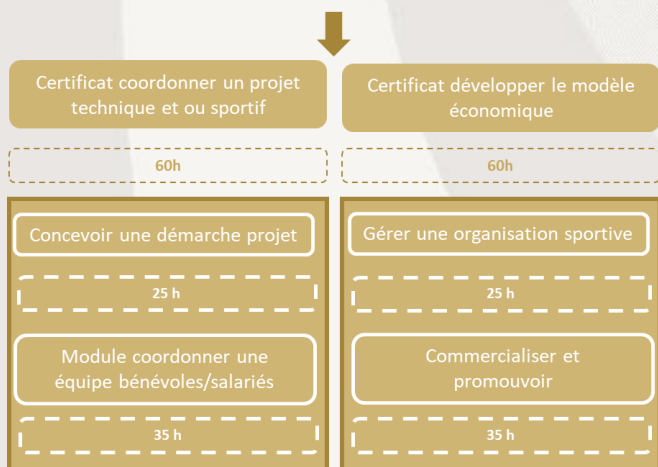 Certificat coordonner un projet
technique et ou sportif
60h
Concevoir une démarche projet
25 h
Module coordonner une
équipe bénévoles/salariés
35 h
Certificat développer le modèle
économique
60h
Gérer une organisation sportive
25 h
Commercialiser et
promouvoir
35 h